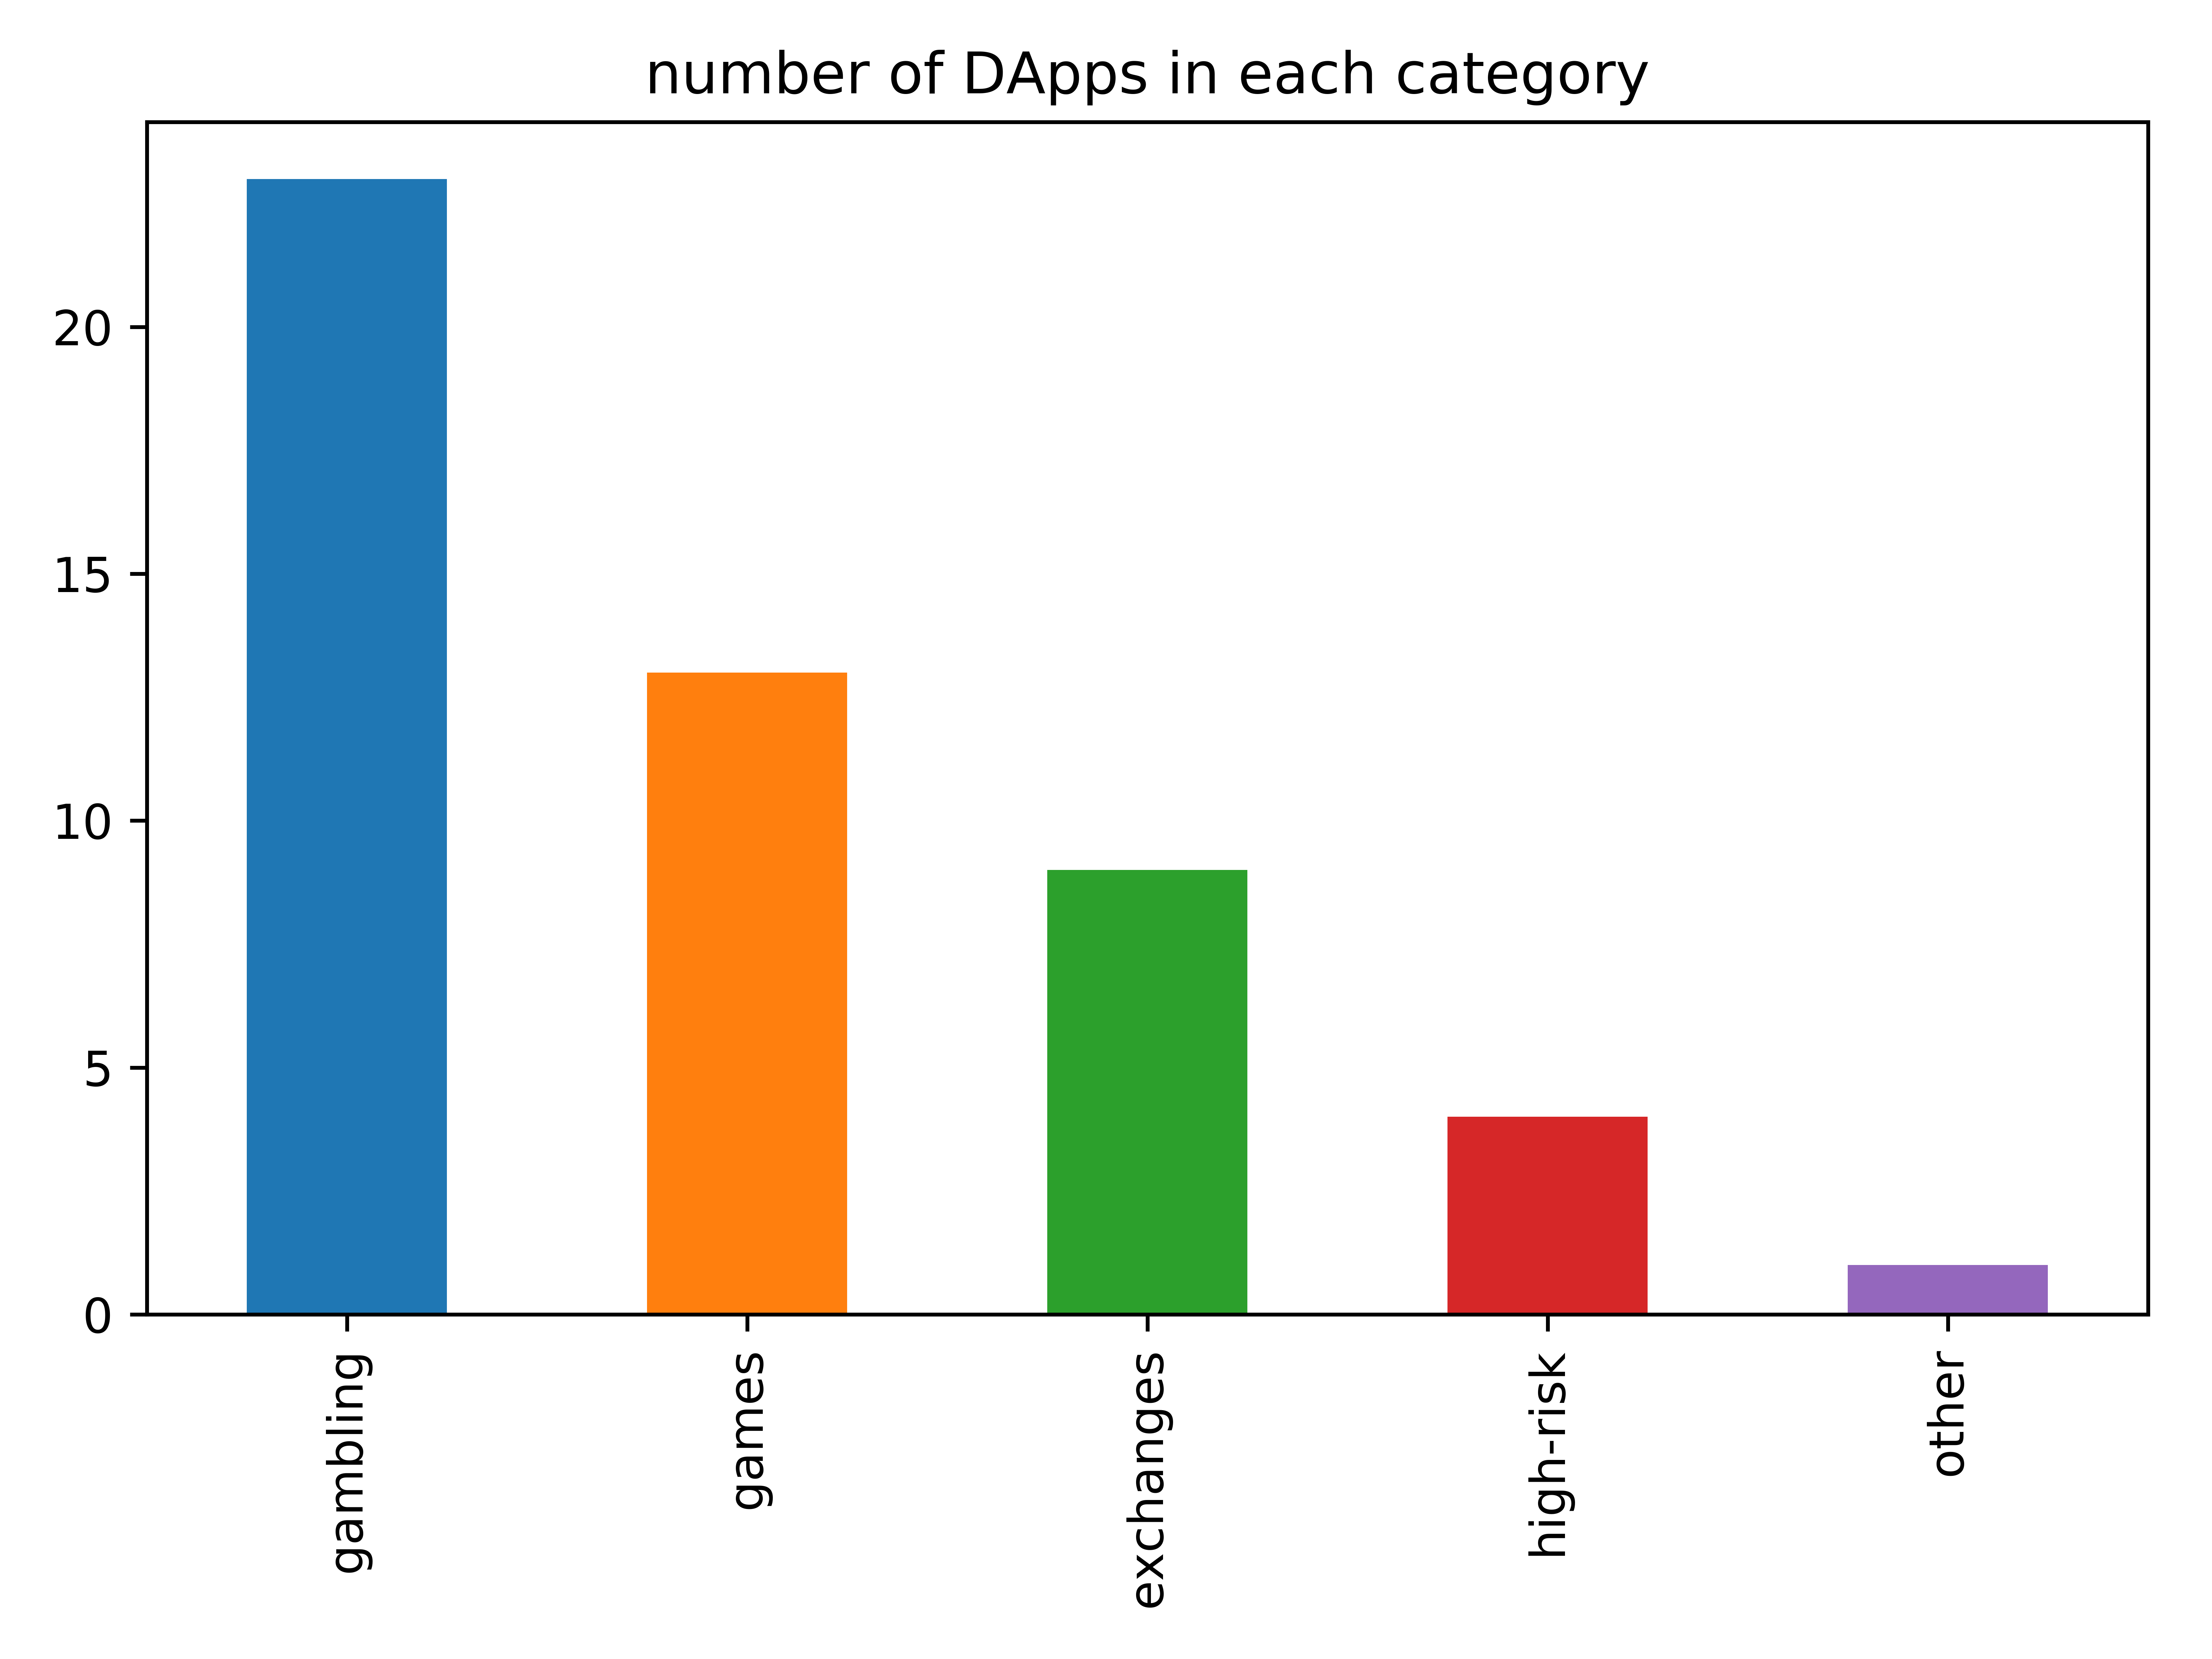 number of DApps in each category
20
15
10
5
0
gambling
games
exchanges
high-risk
other